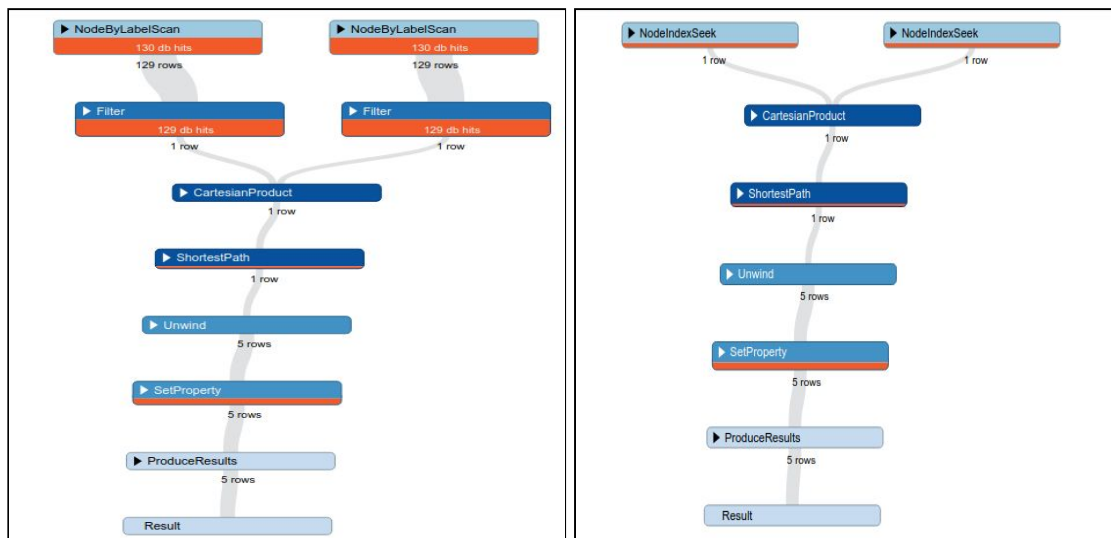 NodeByLabelScan
NodeByLabelScan
130 db hits
130 db hits
129 rows
129 rows
Filter
Filter
129 db hits
129 db hits
1 row
1 row
CartesianProduct
1 row
ShortestPath
1 row
Unwind
5 rows
SetProperty
5 rows
ProduceResults
5 rows
Result
NodeIndexSeek
NodeIndexSeek
1 row
1 row
CartesianProduct
1 row
ShortestPath
1 row
Unwind
5 rows
SetProperty
5 rows
ProduceResults
5 rows
Result